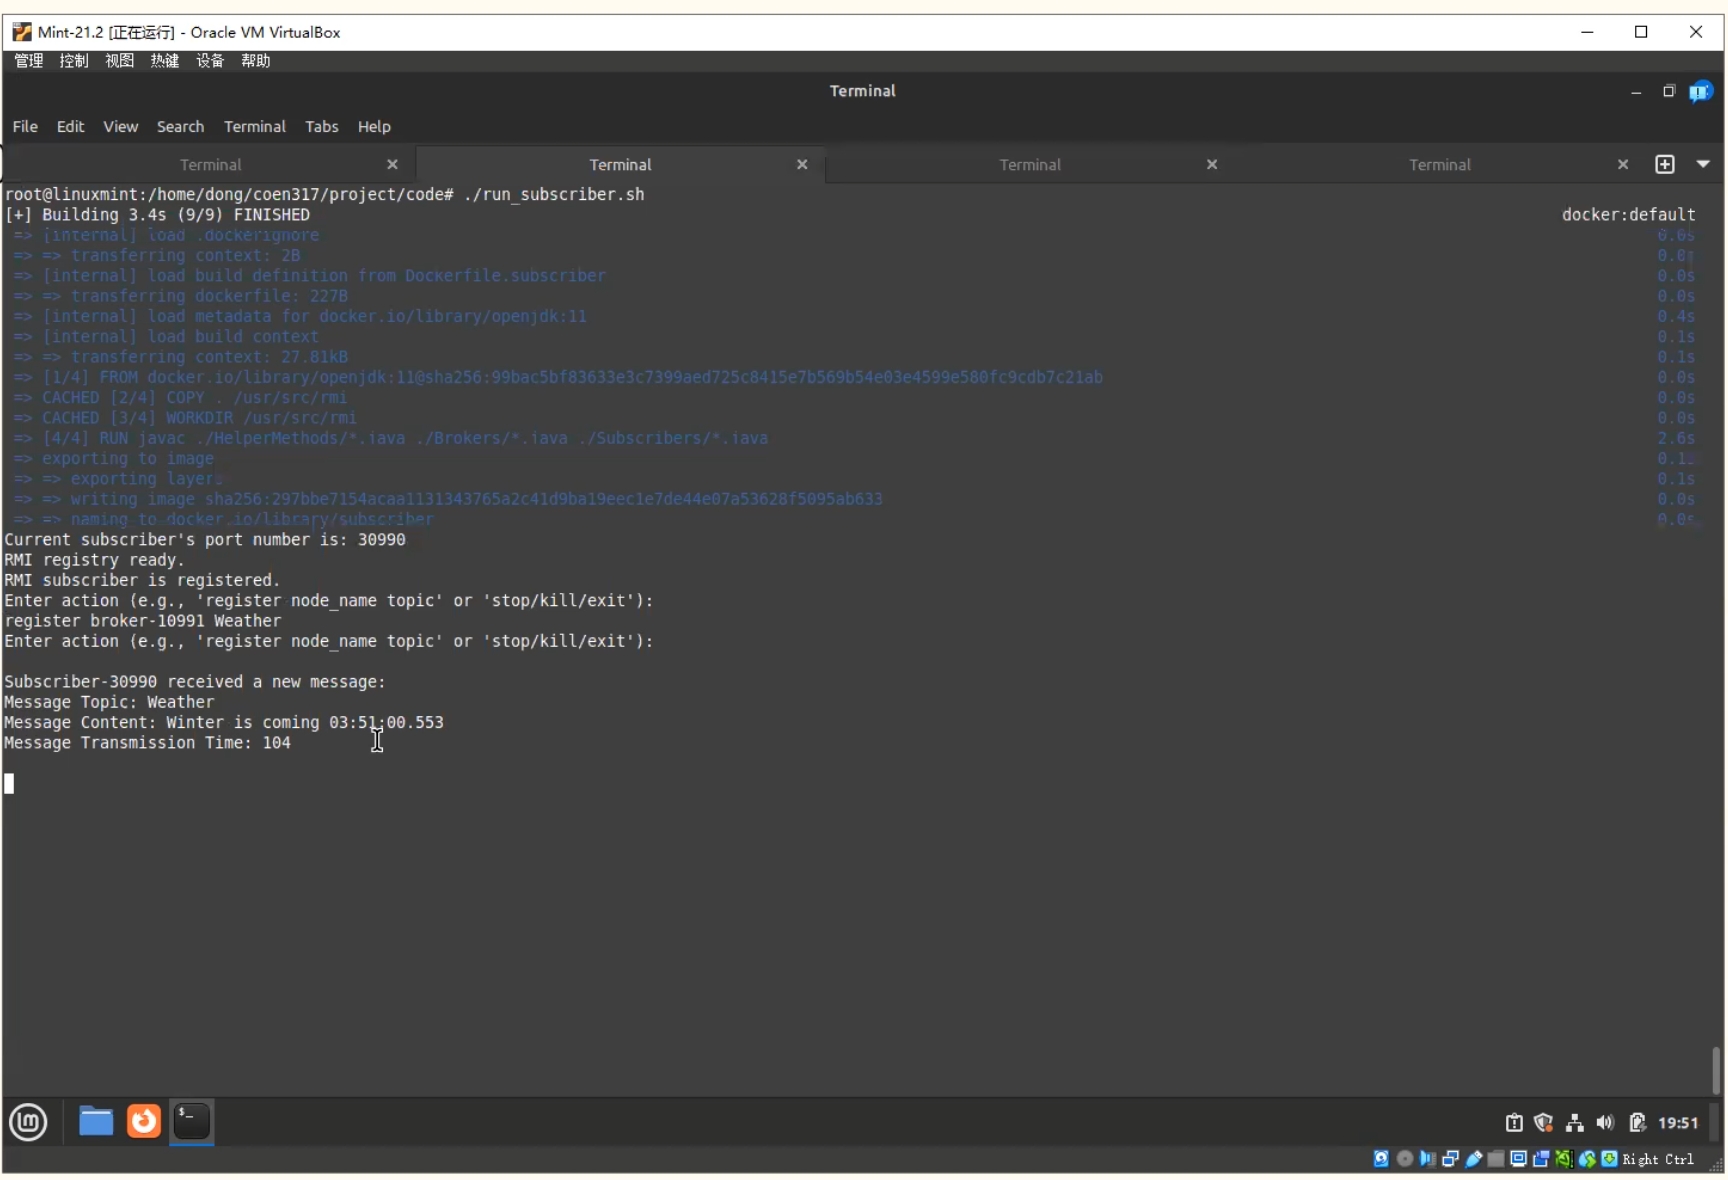 Mint-21.2 [正在运行] - Oracle VM VirtualBox
管理 控制 视图 热键 设备 帮助
Terminal
File Edit View Search Terminal Tabs Help
Terminal Terminal Terminal Terminal
root@linuxmint:/home/dong/coen317/project/code# ./run_subscriber.sh
[+] Building 3.4s (9/9) FINISHED docker:default
=> [internal] load .dockerignore 0.0s
=> => transferring context: 2B 0.0s
=> [internal] load build definition from Dockerfile.subscriber 0.0s
=> => transferring dockerfile: 227B 0.0s
=> [internal] load metadata for docker.io/library/openjdk:11 0.4s
=> [internal] load build context 0.1s
=> => transferring context: 27.81kB 0.1s
=> [1/4] FROM docker.io/library/openjdk:11@sha256:99bac5bf83633e3c7399aed725c8415e7b569b54e03e4599e580fc9cdb7c21ab 0.0s
=> CACHED [2/4] COPY . /usr/src/rmi 0.0s
=> CACHED [3/4] WORKDIR /usr/src/rmi 0.0s
=> [4/4] RUN javac ./HelperMethods/*.java ./Brokers/*.java ./Subscribers/*.java 2.6s
=> exporting to image 0.1s
=> => exporting layers 0.1s
=> => writing image sha256:297bbe7154acaa1131343765a2c41d9ba19eec1e7de44e07a53628f5095ab633 0.0s
=> => naming to docker.io/library/subscriber 0.0s
Current subscriber's port number is: 30990
RMI registry ready.
RMI subscriber is registered.
Enter action (e.g., 'register node_name topic' or 'stop/kill/exit'):
register broker-10991 Weather
Enter action (e.g., 'register node_name topic' or 'stop/kill/exit'):
Subscriber-30990 received a new message:
Message Topic: Weather
Message Content: Winter is coming 03:51:00.553
Message Transmission Time: 104
19:51
Right Ctrl